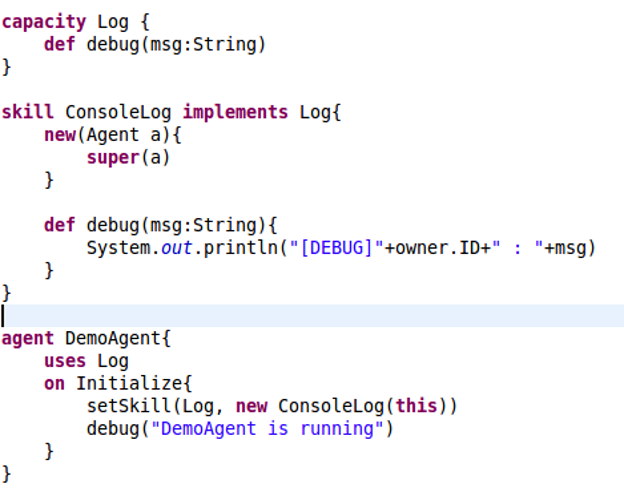 capacity Log {
    def debug(msg:String)
}
skill ConsoleLog implements Log{
    new(Agent a){
        super(a)
    }
    def debug(msg:String){
        System.out.println("[DEBUG]"+owner.ID+" : "+msg)
    }
}
agent DemoAgent{
    uses Log
    on Initialize{
        setSkill(Log, new ConsoleLog(this))
        debug("DemoAgent is running")
    }
}